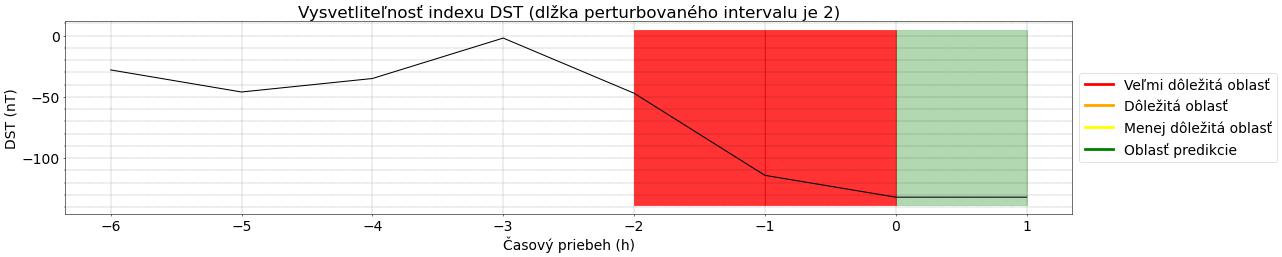 Vysvetliteľnosť indexu DST (dlžka perturbovaného intervalu je 2)
0
−50
−100
DST (nT)
−6 −5 −4 −3 −2 −1 0 1
Časový priebeh (h)
Veľmi dôležitá oblasť
Dôležitá oblasť
Menej dôležitá oblasť
Oblasť predikcie